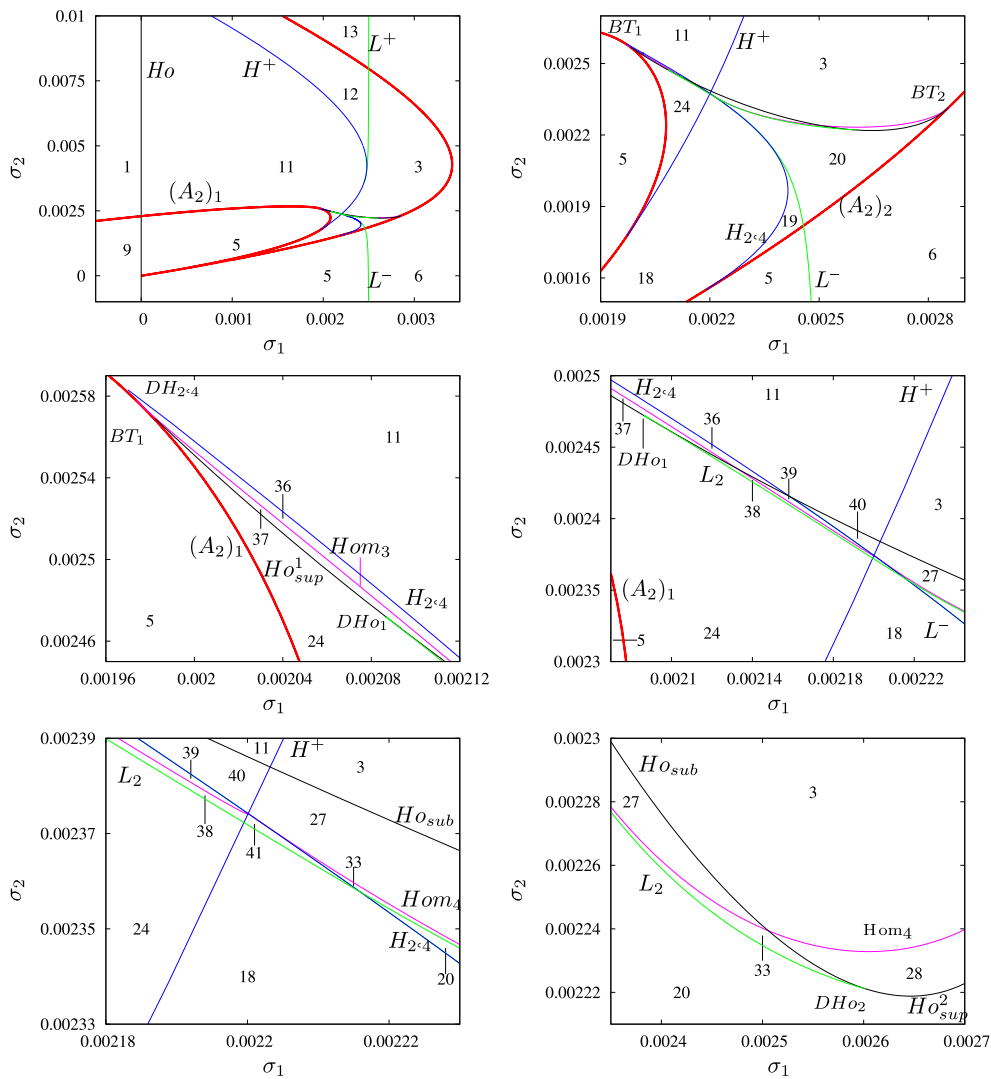 0.01
0.0075
0.005
0.0025
0
σ₂
0
0.001
0.002
0.003
σ₁
Ho
H⁺
13
L⁺
12
1
11
3
(A₂)₁
9
5
5
L⁻
6
0.0025
0.0022
0.0019
0.0016
σ₂
0.0019
0.0022
0.0025
0.0028
σ₁
BT₁
11
H⁺
3
BT₂
24
5
20
(A₂)₂
19
H₂‹₄
18
5
L⁻
6
0.00258
0.00254
0.0025
0.00246
σ₂
0.00196
0.002
0.00204
0.00208
0.00212
σ₁
DH₂‹₄
BT₁
11
36
(A₂)₁
37
Hom₃
Ho¹sup
H₂‹₄
5
DHo₁
24
0.0025
0.00245
0.0024
0.00235
0.0023
σ₂
0.0021
0.00214
0.00218
0.00222
σ₁
H₂‹₄
11
H⁺
37
36
DHo₁
L₂
39
38
40
3
27
(A₂)₁
5
24
18
L⁻
0.00239
0.00237
0.00235
0.00233
σ₂
0.00218
0.0022
0.00222
σ₁
39
11
H⁺
L₂
40
3
38
27
Hosub
41
33
Hom₄
24
H₂‹₄
18
20
0.0023
0.00228
0.00226
0.00224
0.00222
σ₂
0.0024
0.0025
0.0026
0.0027
σ₁
Hosub
27
3
L₂
Hom₄
33
28
20
DHo₂
Ho²sup